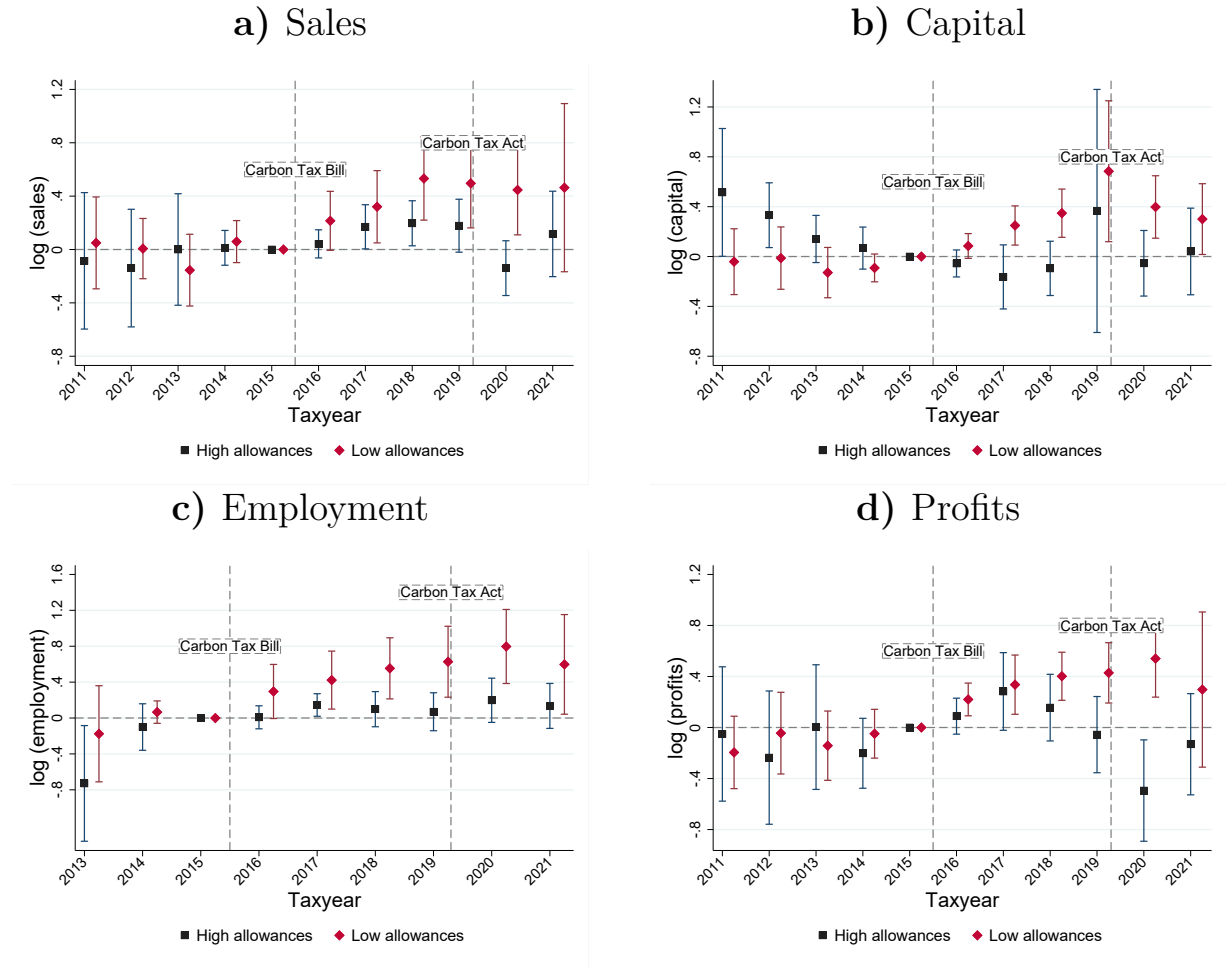 a) Sales
log (sales)
1.2
.8
.4
0
-.4
-.8
Carbon Tax Bill
Carbon Tax Act
2011
2012
2013
2014
2015
2016
2017
2018
2019
2020
2021
Taxyear
High allowances
Low allowances
b) Capital
log (capital)
1.2
.8
.4
0
-.4
-.8
Carbon Tax Bill
Carbon Tax Act
2011
2012
2013
2014
2015
2016
2017
2018
2019
2020
2021
Taxyear
High allowances
Low allowances
c) Employment
log (employment)
1.6
1.2
.8
.4
0
-.4
-.8
Carbon Tax Bill
Carbon Tax Act
2013
2014
2015
2016
2017
2018
2019
2020
2021
Taxyear
High allowances
Low allowances
d) Profits
log (profits)
1.2
.8
.4
0
-.4
-.8
Carbon Tax Bill
Carbon Tax Act
2011
2012
2013
2014
2015
2016
2017
2018
2019
2020
2021
Taxyear
High allowances
Low allowances